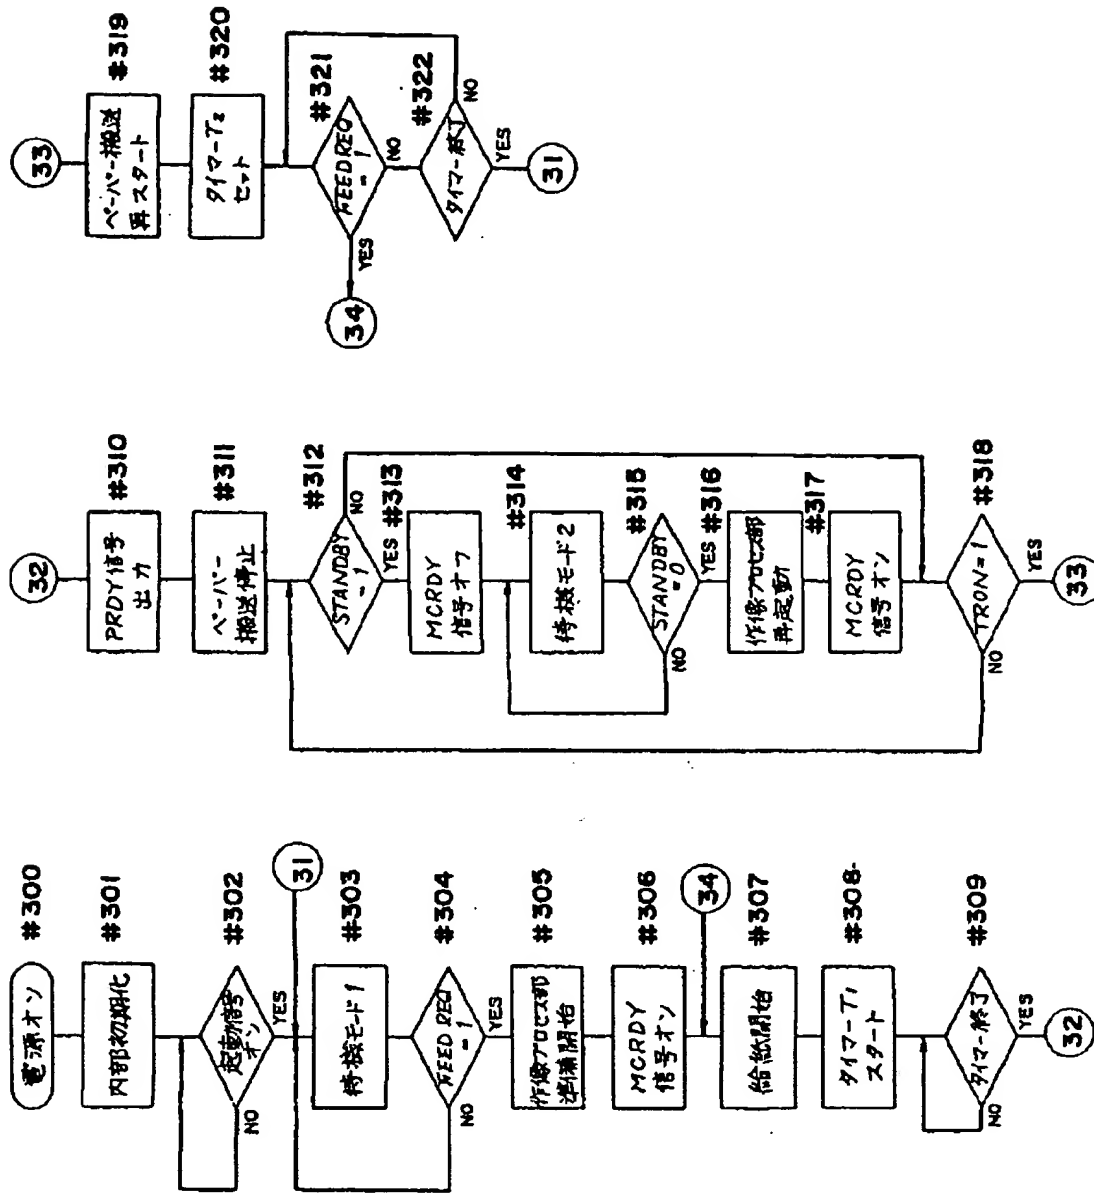 電源オン
#300
内部初期化
#301
起動信号
オン
#302
NO
YES
31
待機モード1
#303
FEED REQ
=1
#304
NO
YES
作像プロセス部
準備開始
#305
MCRDY
信号オン
#306
34
給紙開始
#307
タイマーT1
スタート
#308
タイマー終了
#309
NO
YES
32
32
PRDY信号
出力
#310
ペーパー
搬送停止
#311
STANDBY
=1
#312
NO
YES
MCRDY
信号オフ
#313
待機モード2
#314
STANDBY
=0
#315
NO
YES
作像プロセス部
再起動
#316
MCRDY
信号オン
#317
TRON=1
#318
NO
YES
33
33
ペーパー搬送
再スタート
#319
タイマーT2
セット
#320
FEED REQ
=1
#321
YES
34
NO
タイマー終了
#322
NO
YES
31